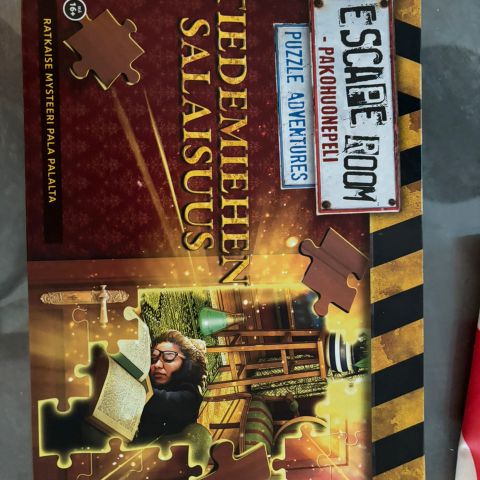 ESCAPE ROOM
- PAKOHUONEPELI
PUZZLE ADVENTURES
TIEDEMIEHEN
SALAISUUS
16+
RATKAISE MYSTEERI PALA PALALTA